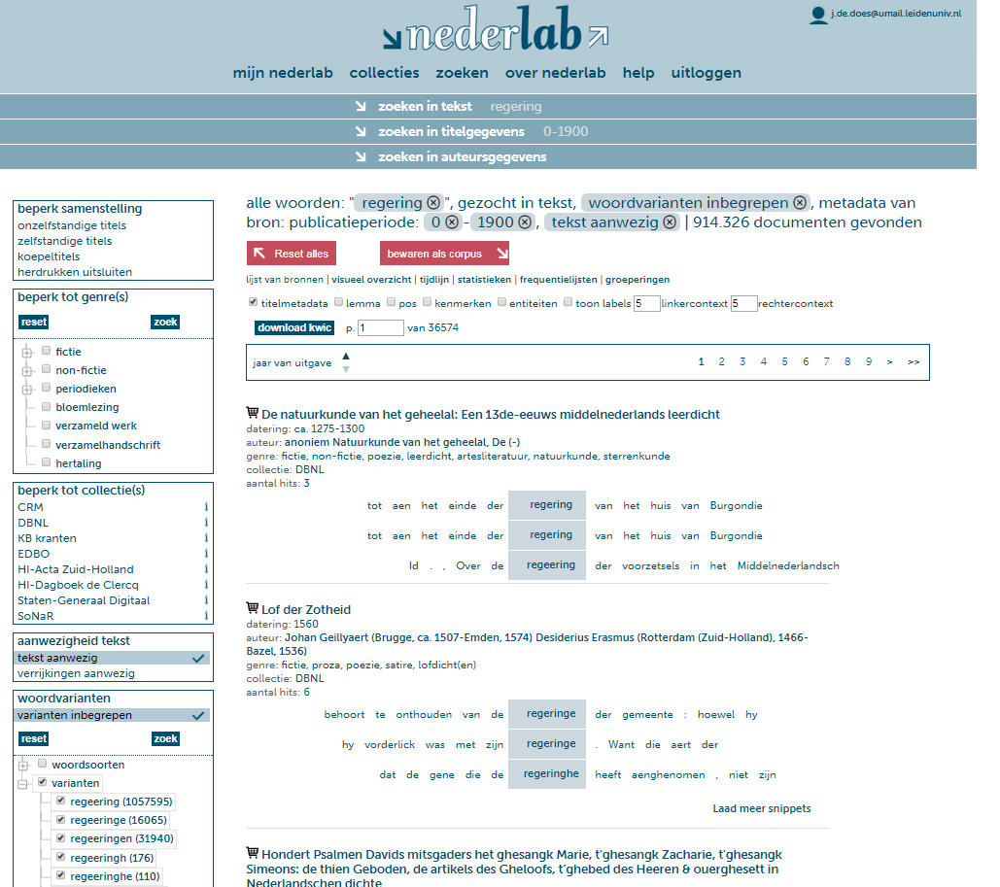 nederlab
j.de.does@umail.leidenuniv.nl
mijn nederlab collecties zoeken over nederlab help uitloggen
zoeken in tekst regering
zoeken in titelgegevens 0-1900
zoeken in auteursgegevens
beperk samenstelling
onzelfstandige titels
zelfstandige titels
koepeltitels
herdrukken uitsluiten
beperk tot genre(s)
reset zoek
fictie
non-fictie
periodieken
bloemlezing
verzameld werk
verzamelhandschrift
hertaling
beperk tot collectie(s)
CRM i
DBNL i
KB kranten i
EDBO i
HI-Acta Zuid-Holland i
HI-Dagboek de Clercq i
Staten-Generaal Digitaal i
SoNaR i
aanwezigheid tekst
tekst aanwezig
verrijkingen aanwezig
woordvarianten
varianten inbegrepen
reset zoek
woordsoorten
varianten
regeering (1057595)
regeeringe (16065)
regeeringen (31940)
regeeringh (176)
regeeringhe (110)
alle woorden: "regering", gezocht in tekst, woordvarianten inbegrepen, metadata van
bron: publicatieperiode: 0 - 1900, tekst aanwezig | 914.326 documenten gevonden
Reset alles bewaren als corpus
lijst van bronnen | visueel overzicht | tijdlijn | statistieken | frequentielijsten | groeperingen
titelmetadata lemma pos kenmerken entiteiten toon labels 5 linkercontext 5 rechtercontext
download kwic p. 1 van 36574
jaar van uitgave 1 2 3 4 5 6 7 8 9 > >>
De natuurkunde van het geheelal: Een 13de-eeuws middelnederlands leerdicht
datering: ca. 1275-1300
auteur: anoniem Natuurkunde van het geheelal, De (-)
genre: fictie, non-fictie, poezie, leerdicht, artesliteratuur, natuurkunde, sterrenkunde
collectie: DBNL
aantal hits: 3
tot aen het einde der regering van het huis van Burgondie
tot aen het einde der regering van het huis van Burgondie
Id . , Over de regeering der voorzetsels in het Middelnederlandsch
Lof der Zotheid
datering: 1560
auteur: Johan Geillyaert (Brugge, ca. 1507-Emden, 1574) Desiderius Erasmus (Rotterdam (Zuid-Holland), 1466-
Bazel, 1536)
genre: fictie, proza, poezie, satire, lofdicht(en)
collectie: DBNL
aantal hits: 6
behoort te onthouden van de regeringe der gemeente : hoewel hy
hy vorderlick was met zijn regeringe . Want die aert der
dat de gene die de regeringhe heeft aenghenomen , niet zijn
Laad meer snippets
Hondert Psalmen Davids mitsgaders het ghesangk Marie, t'ghesangk Zacharie, t'ghesangk
Simeons: de thien Geboden, de artikels des Gheloofs, t'ghebed des Heeren & ouerghesett in
Nederlandschen dichte